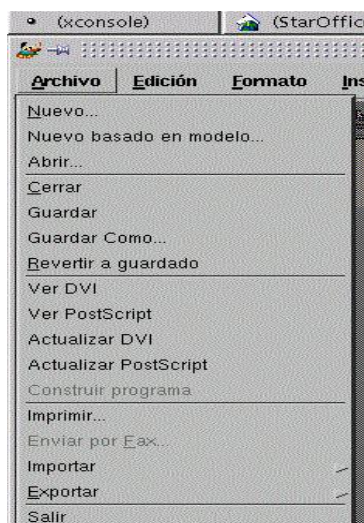 (xconsole) (StarOffic
Archivo Edición Formato Ins
Nuevo...
Nuevo basado en modelo...
Abrir...
Cerrar
Guardar
Guardar Como...
Revertir a guardado
Ver DVI
Ver PostScript
Actualizar DVI
Actualizar PostScript
Construir programa
Imprimir...
Enviar por Fax...
Importar
Exportar
Salir